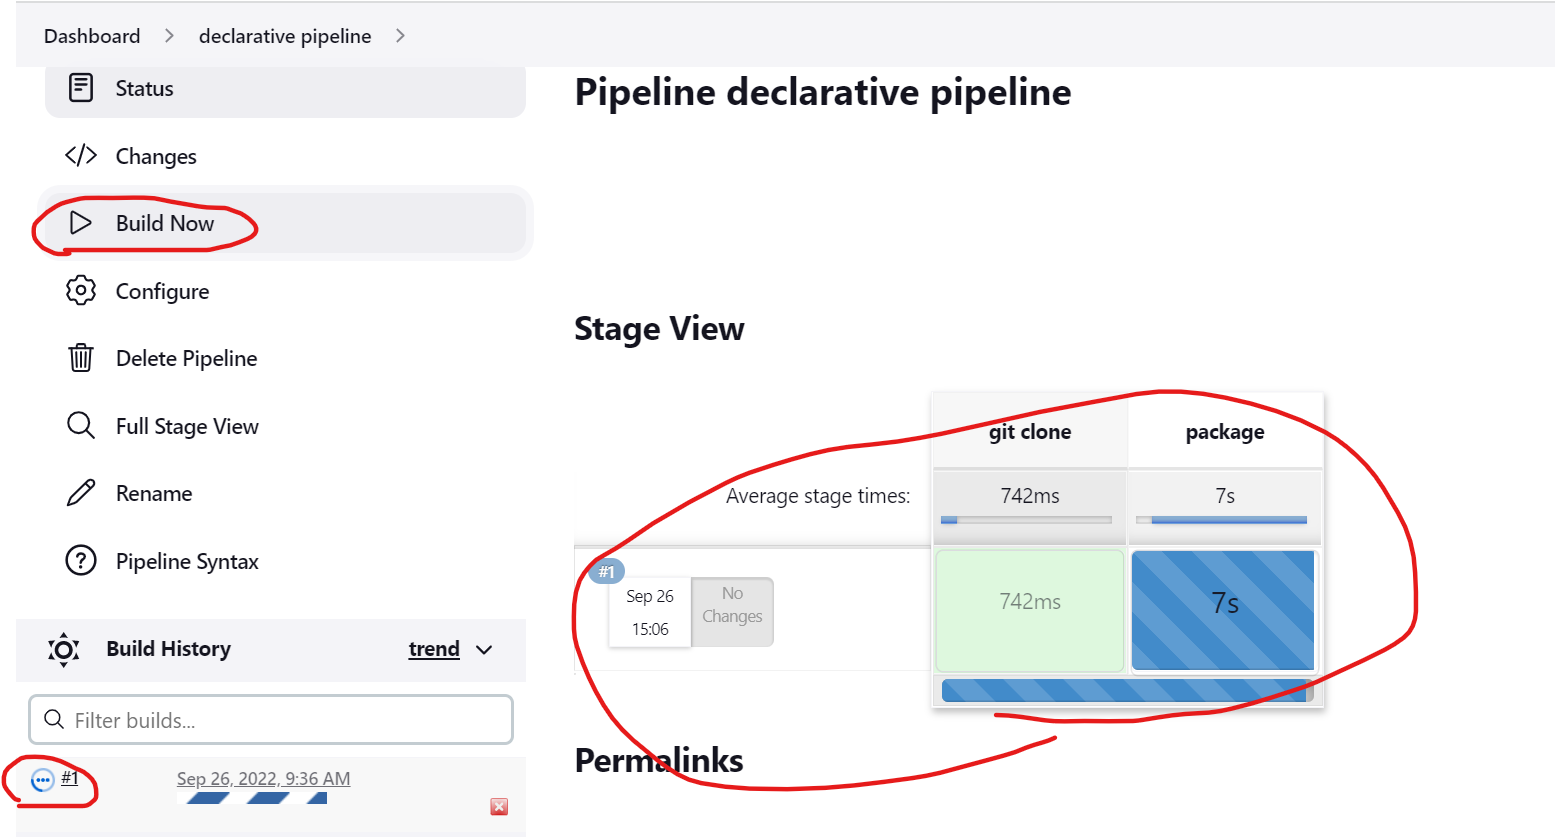 Dashboard
declarative pipeline
Status
Changes
Build Now
Configure
Delete Pipeline
Full Stage View
Rename
Pipeline Syntax
Build History
trend
Filter builds...
#1
Sep 26, 2022, 9:36 AM
Pipeline declarative pipeline
Stage View
git clone
package
Average stage times:
742ms
7s
#1
Sep 26
15:06
No
Changes
742ms
7s
Permalinks